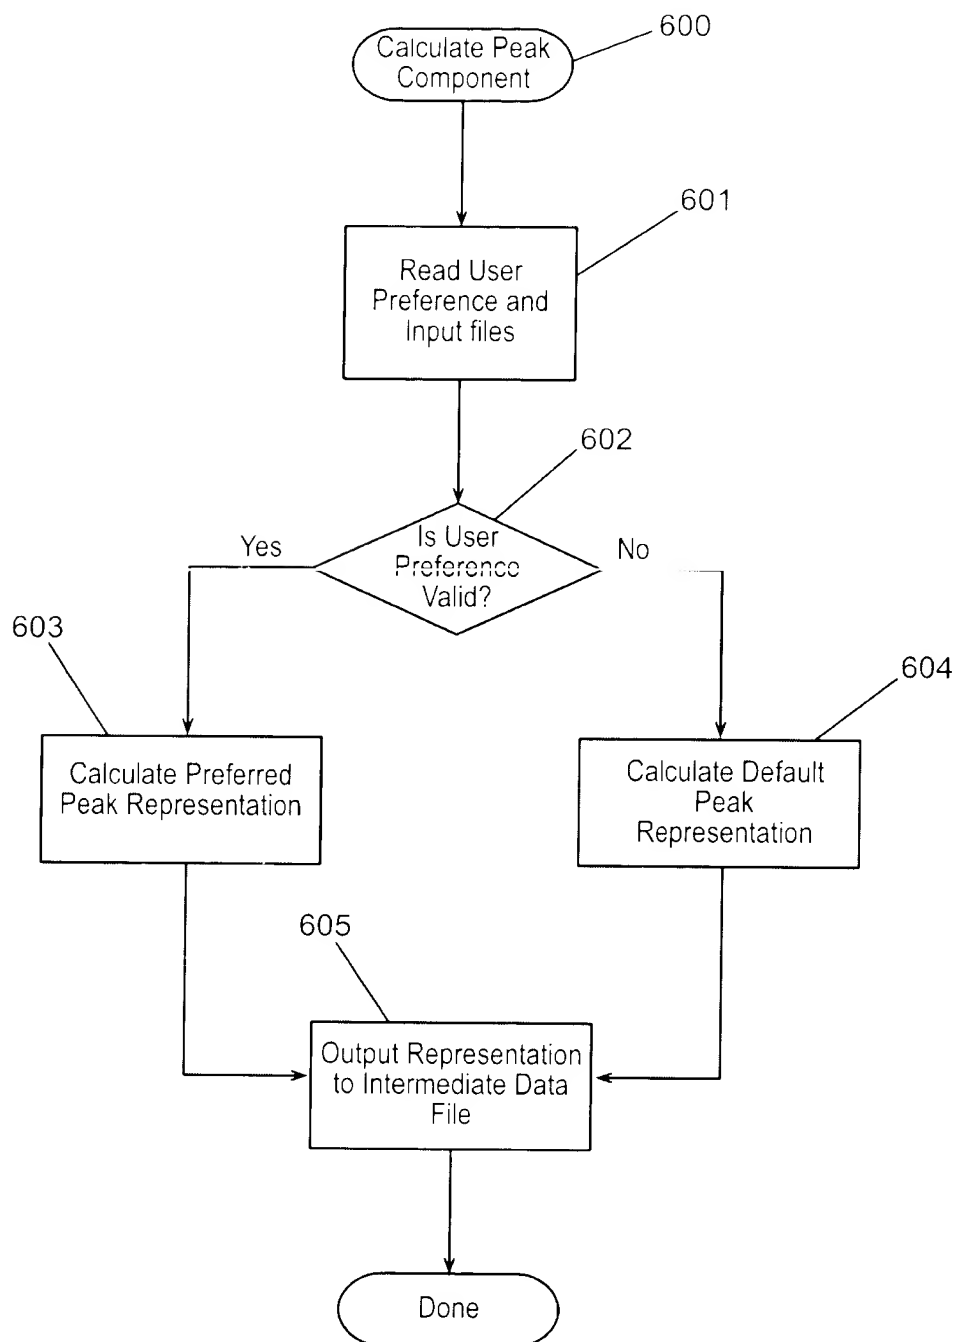 Calculate Peak
Component
600
601
Read User
Preference and
Input files
602
Is User
Preference
Valid?
Yes
No
603
604
Calculate Preferred
Peak Representation
Calculate Default
Peak
Representation
605
Output Representation
to Intermediate Data
File
Done